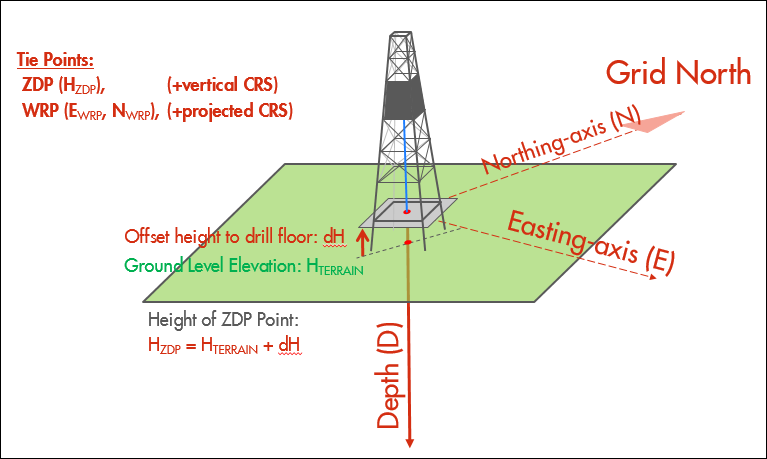 Tie Points:
ZDP (HZDP), (+vertical CRS)
WRP (EWRP, NWRP), (+projected CRS)
Grid North
Northing-axis (N)
Easting-axis (E)
Offset height to drill floor: dH
Ground Level Elevation: HTERRAIN
Height of ZDP Point:
HZDP = HTERRAIN + dH
Depth (D)